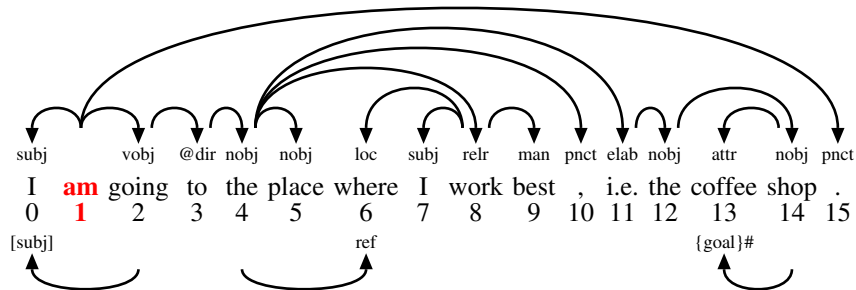 subj vobj @dir nobj nobj loc subj relr man pnct elab nobj attr nobj pnct
I am going to the place where I work best , i.e. the coffee shop .
0 1 2 3 4 5 6 7 8 9 10 11 12 13 14 15
[subj] ref {goal}#